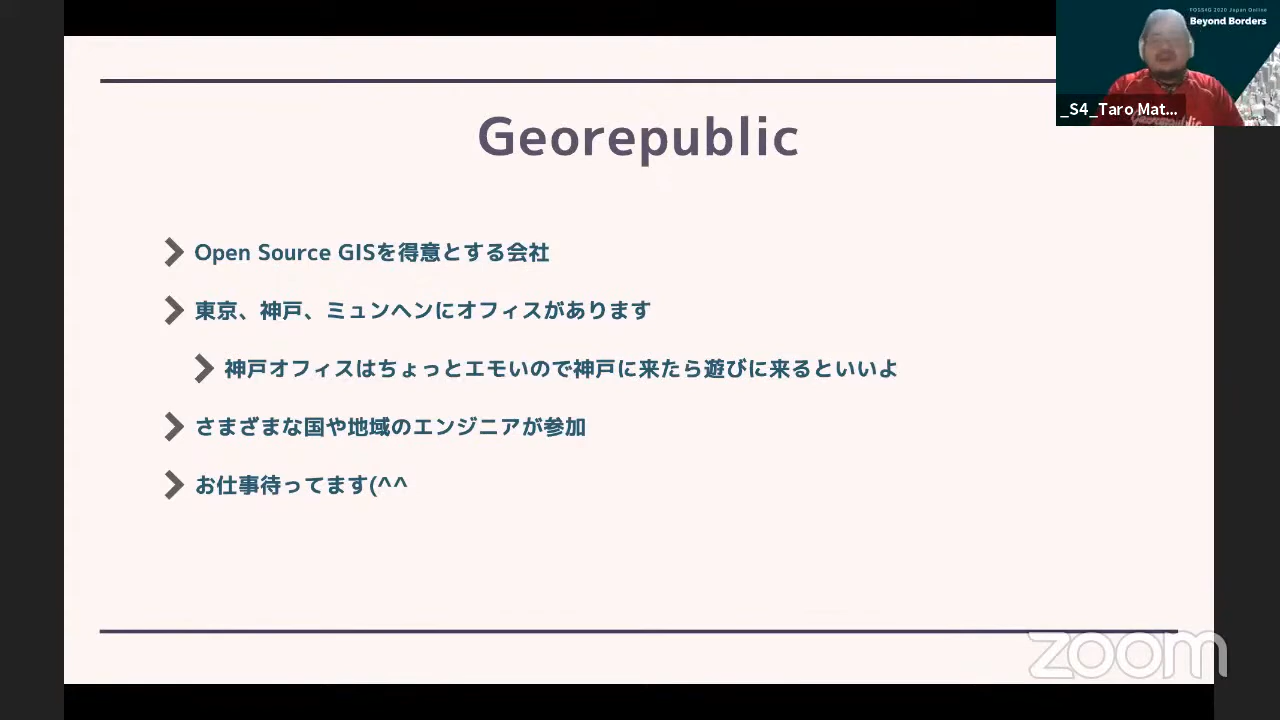 FOSS4G 2020 Japan Online
Beyond Borders
_S4_Taro Mat...
Georepublic
Open Source GISを得意とする会社
東京、神戸、ミュンヘンにオフィスがあります
神戸オフィスはちょっとエモいので神戸に来たら遊びに来るといいよ
さまざまな国や地域のエンジニアが参加
お仕事待ってます(^^
zoom